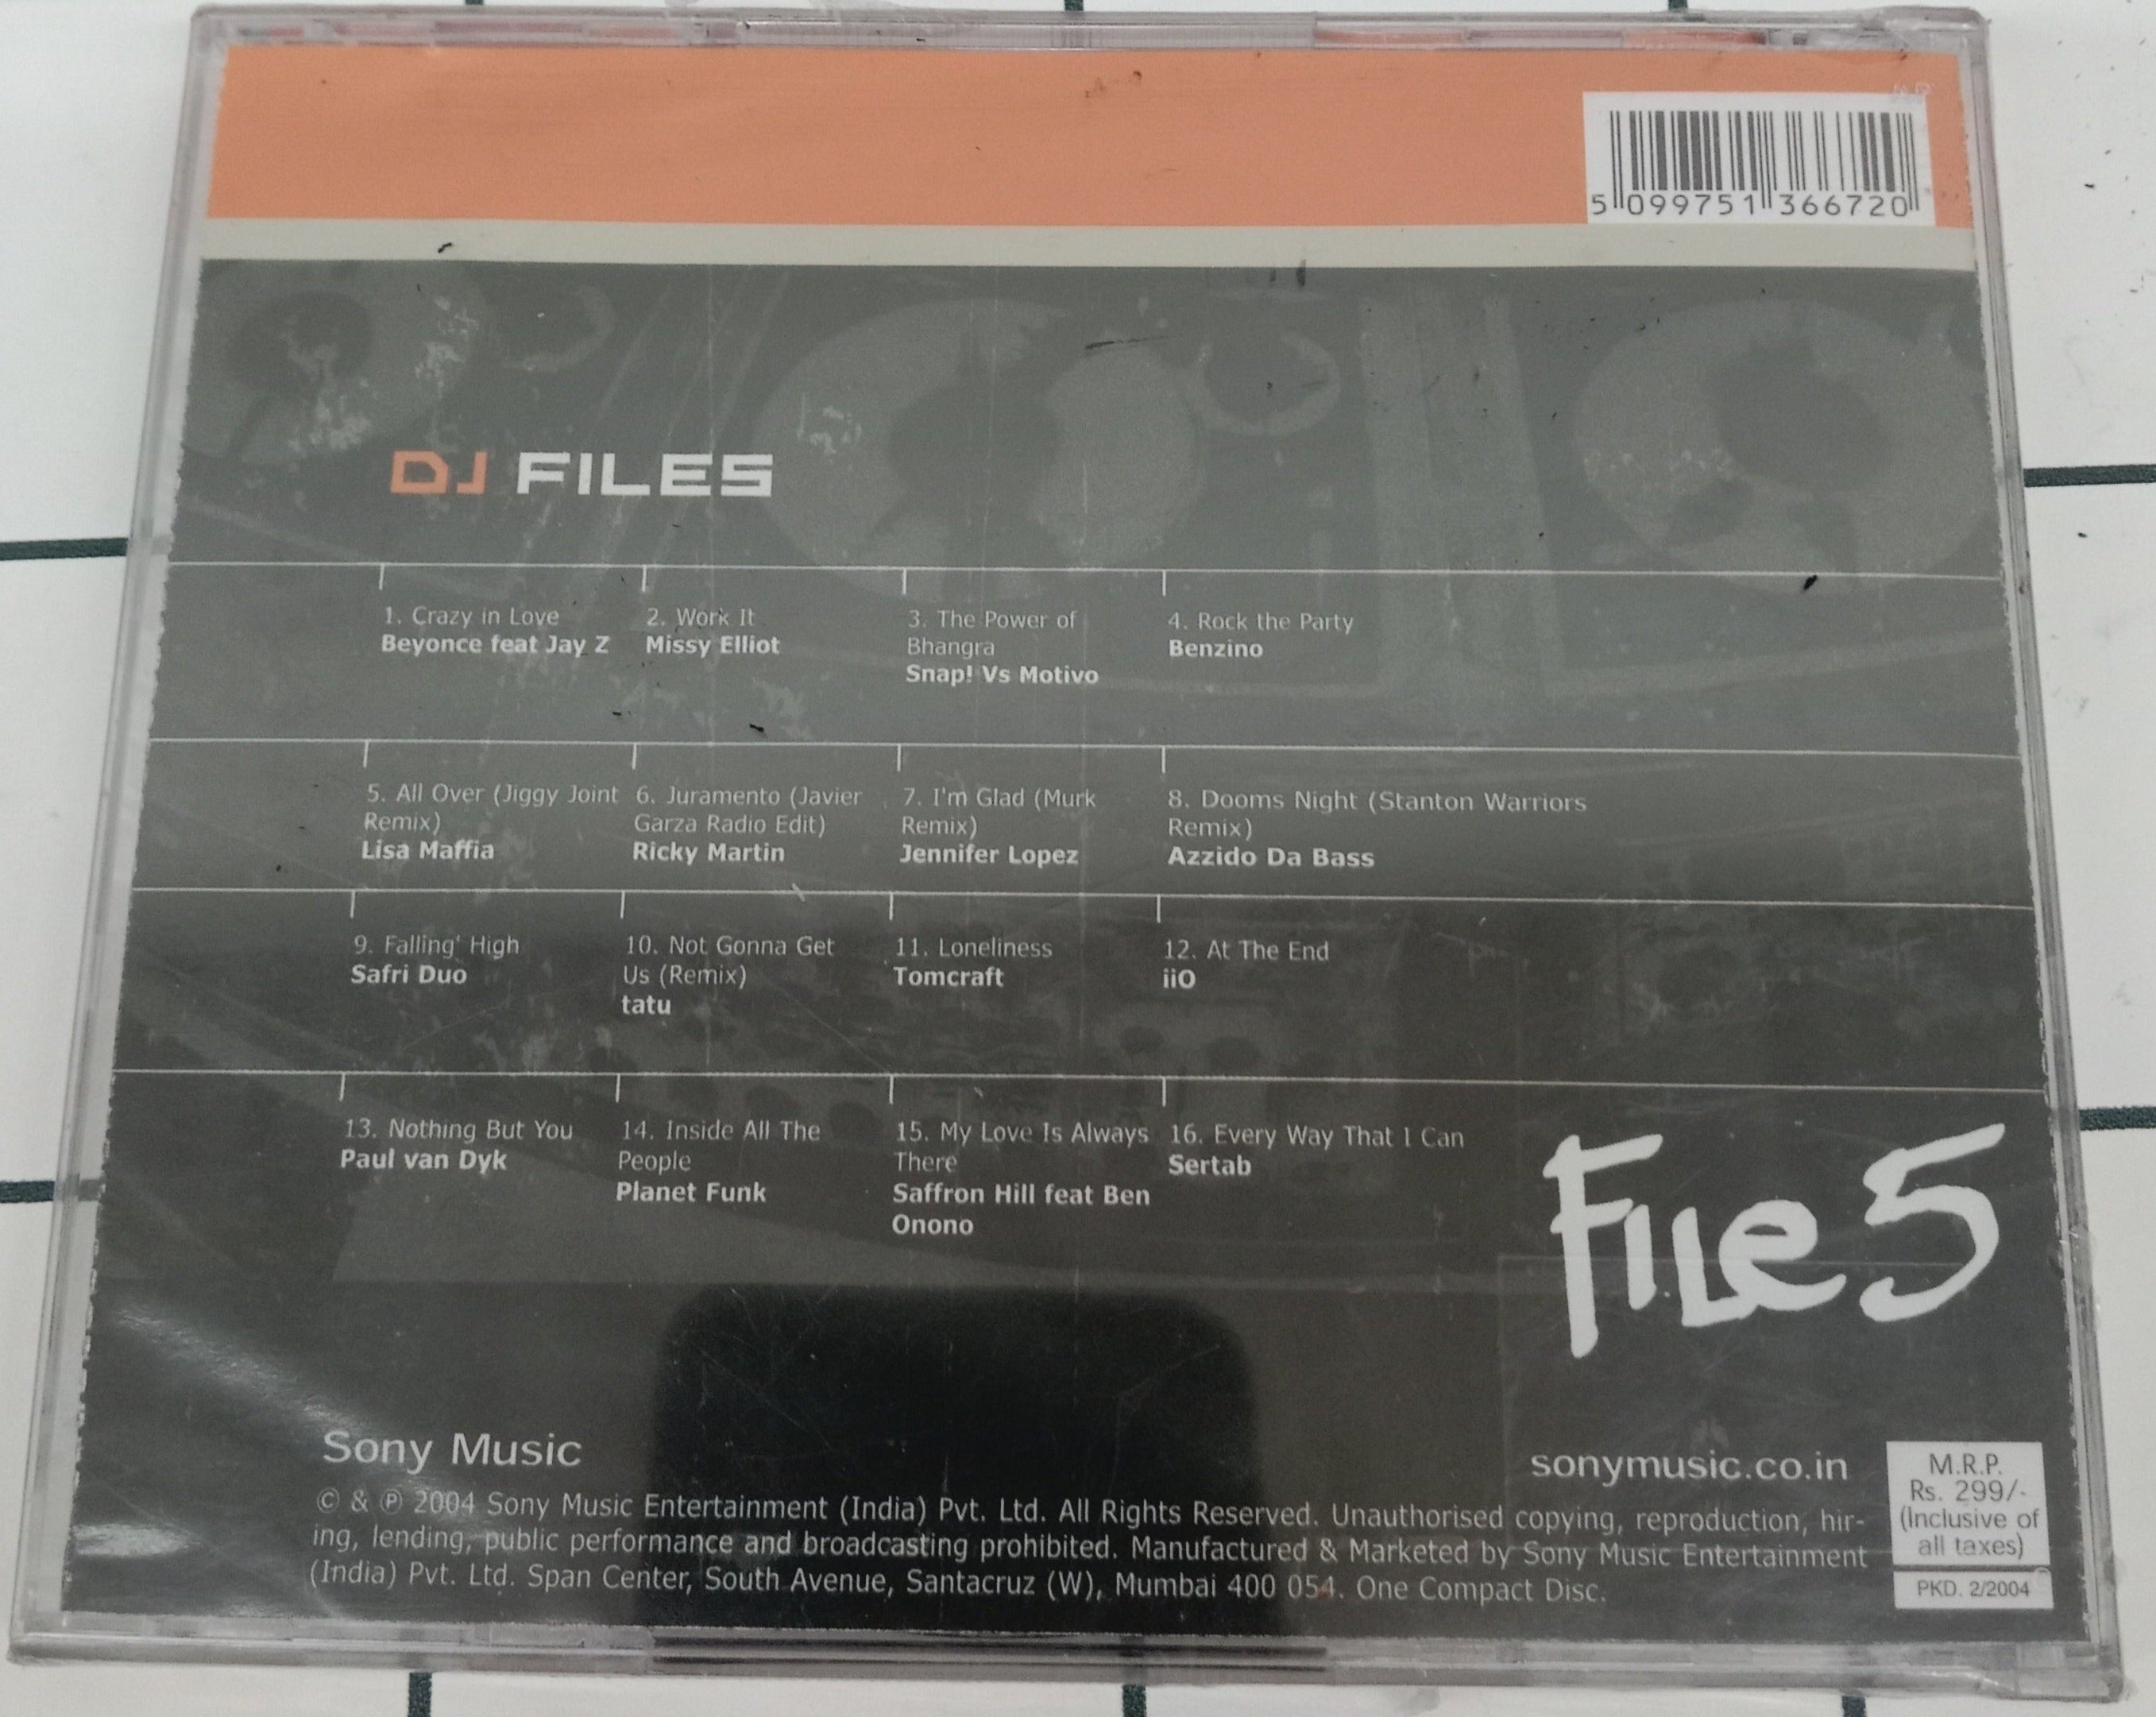 5 099751 366720
DJ FILES
1. Crazy in Love
Beyonce feat Jay Z
2. Work It
Missy Elliot
3. The Power of
Bhangra
Snap! Vs Motivo
4. Rock the Party
Benzino
5. All Over (Jiggy Joint
Remix)
Lisa Maffia
6. Juramento (Javier
Garza Radio Edit)
Ricky Martin
7. I'm Glad (Murk
Remix)
Jennifer Lopez
8. Dooms Night (Stanton Warriors
Remix)
Azzido Da Bass
9. Falling' High
Safri Duo
10. Not Gonna Get
Us (Remix)
tatu
11. Loneliness
Tomcraft
12. At The End
iiO
13. Nothing But You
Paul van Dyk
14. Inside All The
People
Planet Funk
15. My Love Is Always
There
Saffron Hill feat Ben
Onono
16. Every Way That I Can
Sertab
File 5
Sony Music
sonymusic.co.in
© & ℗ 2004 Sony Music Entertainment (India) Pvt. Ltd. All Rights Reserved. Unauthorised copying, reproduction, hir-
ing, lending, public performance and broadcasting prohibited. Manufactured & Marketed by Sony Music Entertainment
(India) Pvt. Ltd. Span Center, South Avenue, Santacruz (W), Mumbai 400 054. One Compact Disc.
M.R.P.
Rs. 299/-
(Inclusive of
all taxes)
PKD. 2/2004